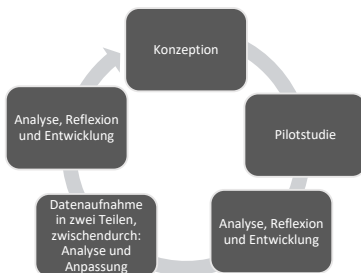 Konzeption
Pilotstudie
Analyse, Reflexion
und Entwicklung
Datenaufnahme
in zwei Teilen,
zwischendurch:
Analyse und
Anpassung
Analyse, Reflexion
und Entwicklung